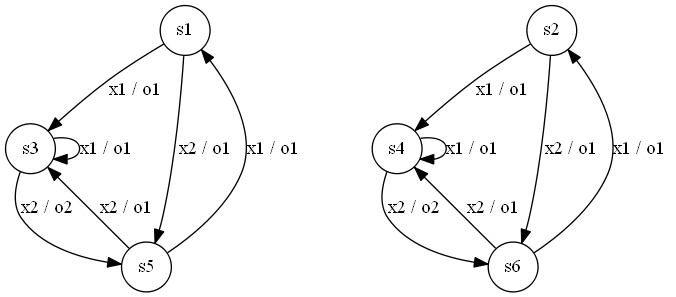 s1
s2
x1 / o1
x1 / o1
s3
x1 / o1
x2 / o1
x1 / o1
s4
x1 / o1
x2 / o1
x1 / o1
x2 / o2
x2 / o1
x2 / o2
x2 / o1
s5
s6